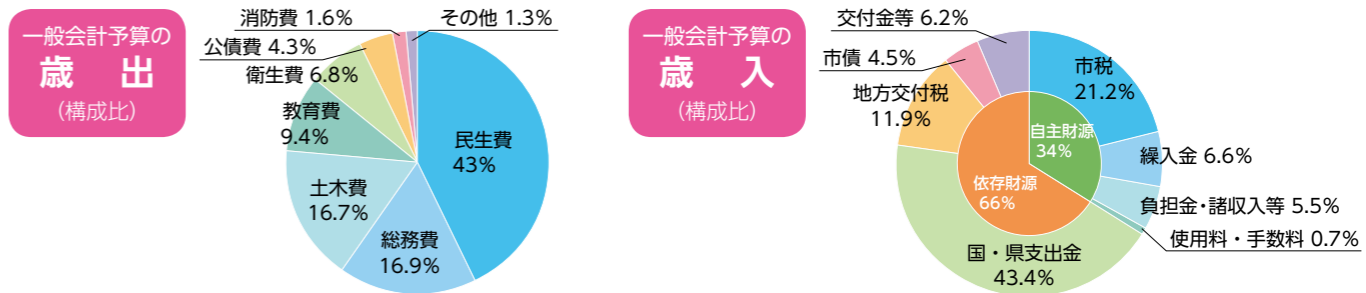 一般会計予算の
歳 出
(構成比)
消防費 1.6%
その他 1.3%
公債費 4.3%
衛生費 6.8%
教育費
9.4%
土木費
16.7%
総務費
16.9%
民生費
43%
一般会計予算の
歳 入
(構成比)
交付金等 6.2%
市債 4.5%
地方交付税
11.9%
市税
21.2%
自主財源
34%
依存財源
66%
繰入金 6.6%
負担金・諸収入等 5.5%
使用料・手数料 0.7%
国・県支出金
43.4%